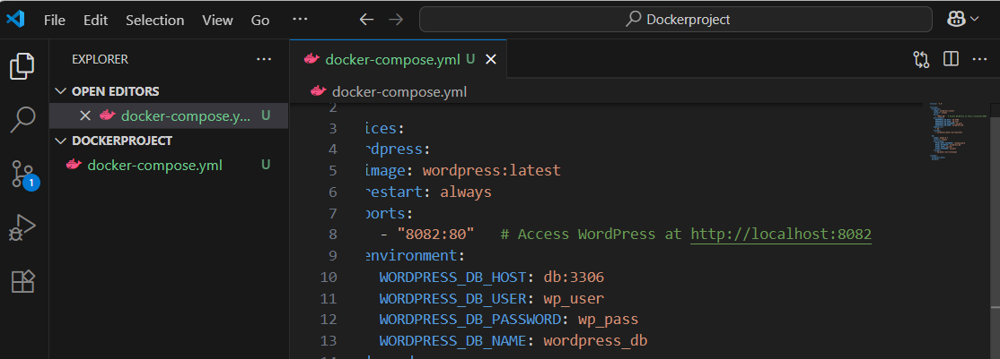 File Edit Selection View Go ··· Dockerproject
EXPLORER ···
docker-compose.yml U
OPEN EDITORS
docker-compose.yml
docker-compose.y... U
DOCKERPROJECT
docker-compose.yml U
1
2
3 ices:
4 rdpress:
5 image: wordpress:latest
6 restart: always
7 ports:
8 - "8082:80" # Access WordPress at http://localhost:8082
9 environment:
10 WORDPRESS_DB_HOST: db:3306
11 WORDPRESS_DB_USER: wp_user
12 WORDPRESS_DB_PASSWORD: wp_pass
13 WORDPRESS_DB_NAME: wordpress_db